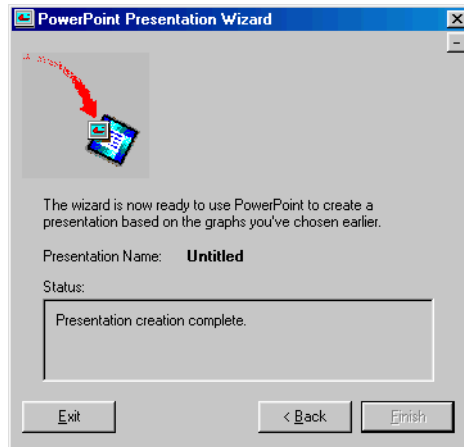 PowerPoint Presentation Wizard
The wizard is now ready to use PowerPoint to create a
presentation based on the graphs you've chosen earlier.
Presentation Name: Untitled
Status:
Presentation creation complete.
Exit < Back Finish